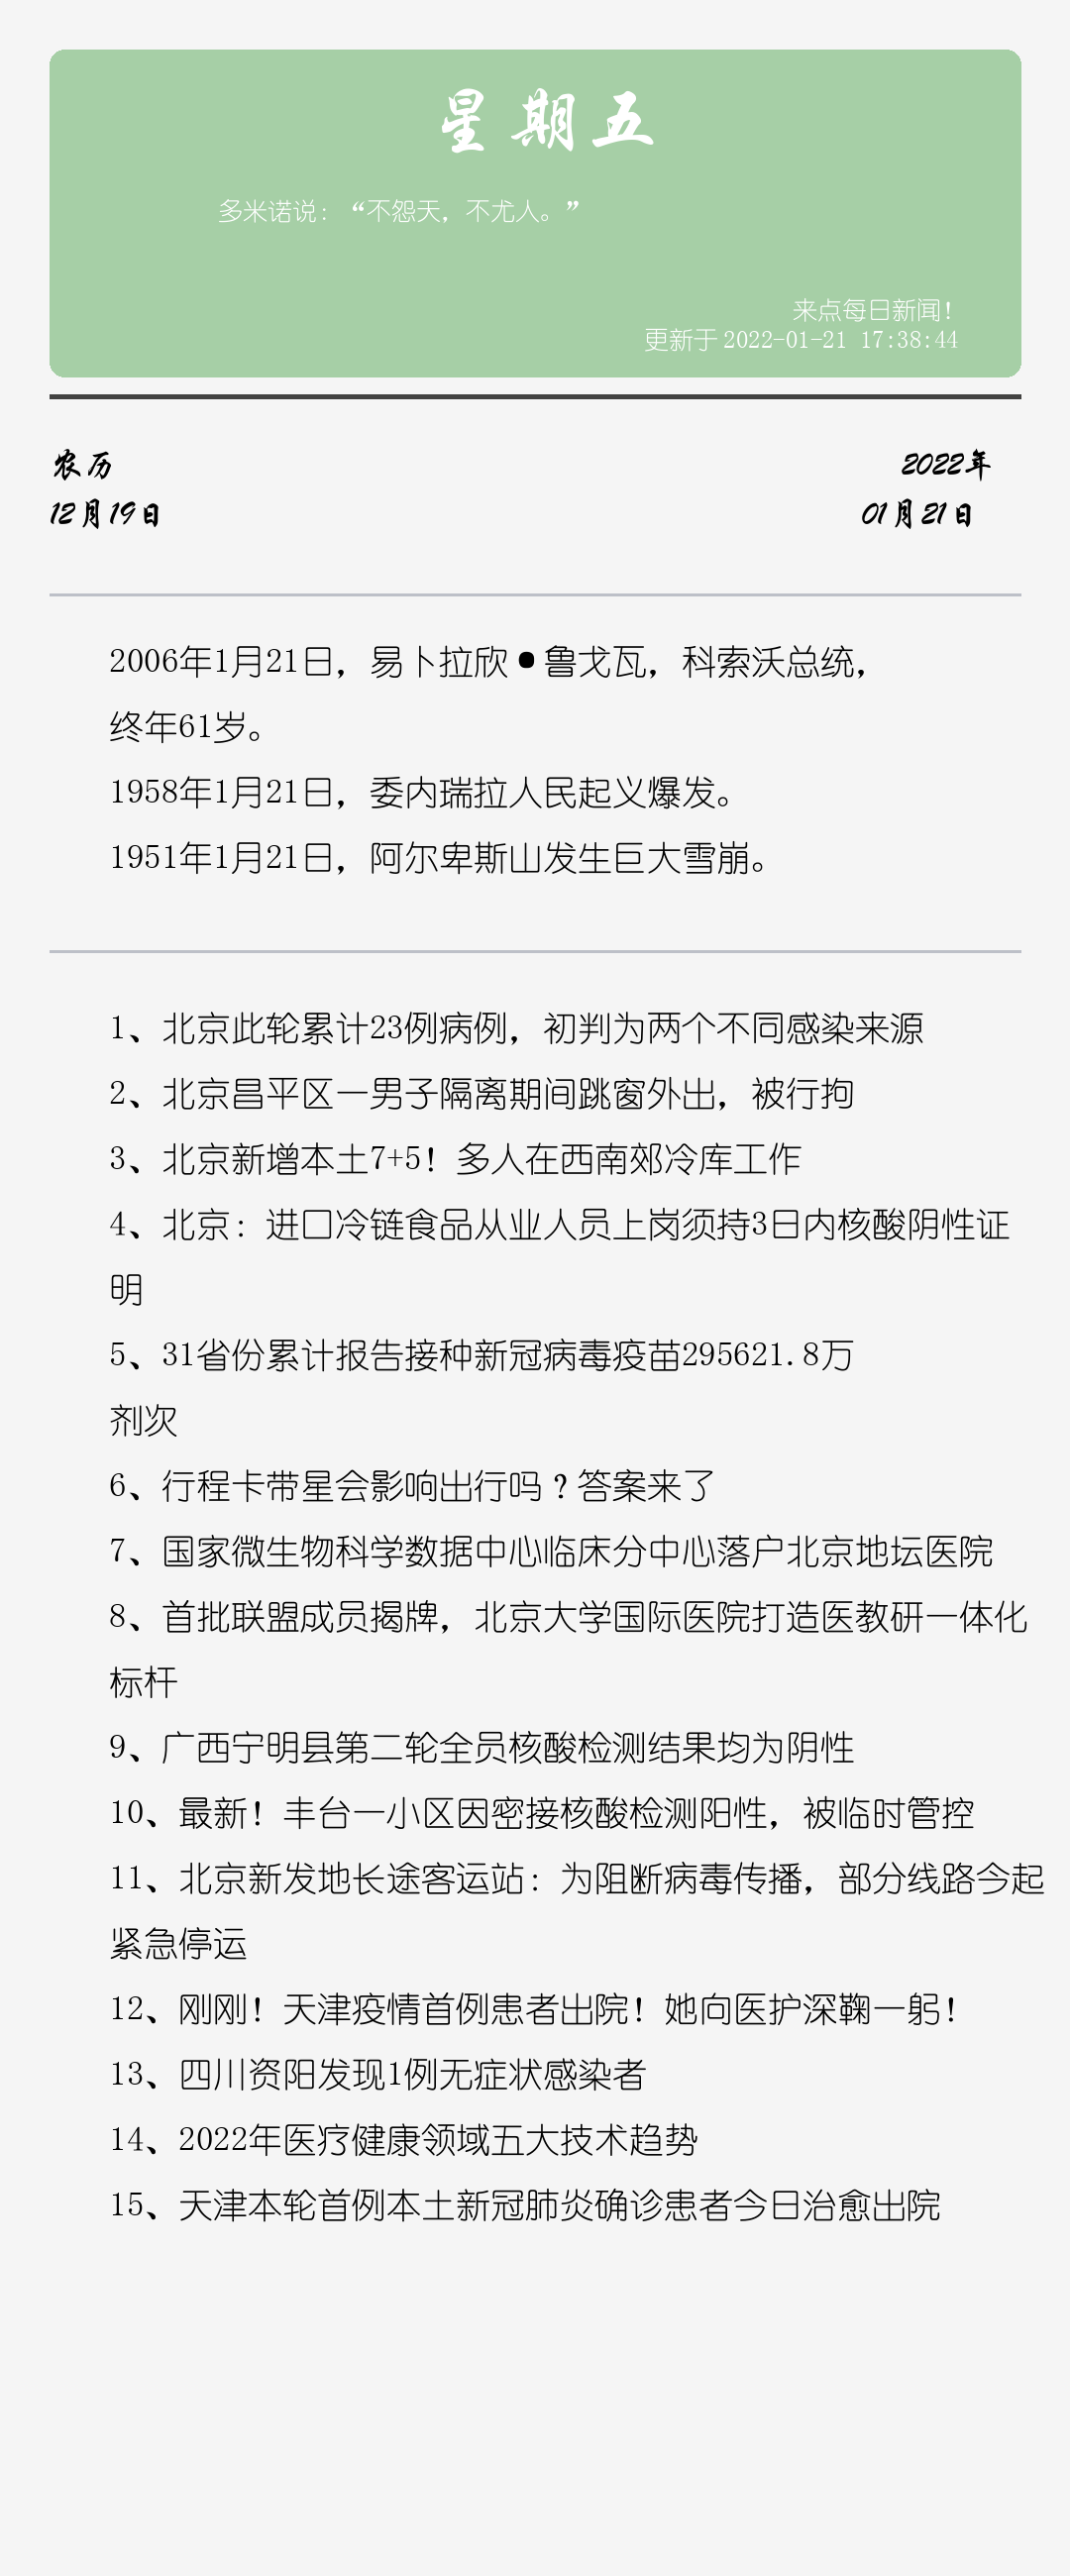 星期五
多米诺说：“不怨天，不尤人。”
来点每日新闻！
更新于 2022-01-21 17:38:44
农历
2022年
12月19日
01月21日
2006年1月21日，易卜拉欣•鲁戈瓦，科索沃总统，
终年61岁。
1958年1月21日，委内瑞拉人民起义爆发。
1951年1月21日，阿尔卑斯山发生巨大雪崩。
1、北京此轮累计23例病例，初判为两个不同感染来源
2、北京昌平区一男子隔离期间跳窗外出，被行拘
3、北京新增本土7+5！多人在西南郊冷库工作
4、北京：进口冷链食品从业人员上岗须持3日内核酸阴性证
明
5、31省份累计报告接种新冠病毒疫苗295621.8万
剂次
6、行程卡带星会影响出行吗？答案来了
7、国家微生物科学数据中心临床分中心落户北京地坛医院
8、首批联盟成员揭牌，北京大学国际医院打造医教研一体化
标杆
9、广西宁明县第二轮全员核酸检测结果均为阴性
10、最新！丰台一小区因密接核酸检测阳性，被临时管控
11、北京新发地长途客运站：为阻断病毒传播，部分线路今起
紧急停运
12、刚刚！天津疫情首例患者出院！她向医护深鞠一躬！
13、四川资阳发现1例无症状感染者
14、2022年医疗健康领域五大技术趋势
15、天津本轮首例本土新冠肺炎确诊患者今日治愈出院